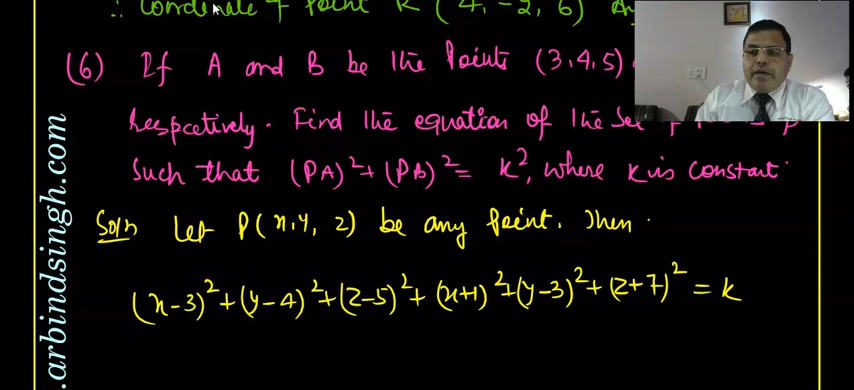 ∴ Coordinate of Point K (4, -2, 6)
(6) If A and B be the Points (3,4,5)
Respcetively. Find the equation of the Set
Such that (PA)²+(PB)² = k², where k is constant.
Soln Let P(x,y,z) be any Point. Then
(x-3)²+(y-4)²+(z-5)²+(x+1)²+(y-3)²+(z+7)² = k
.arbindsingh.com